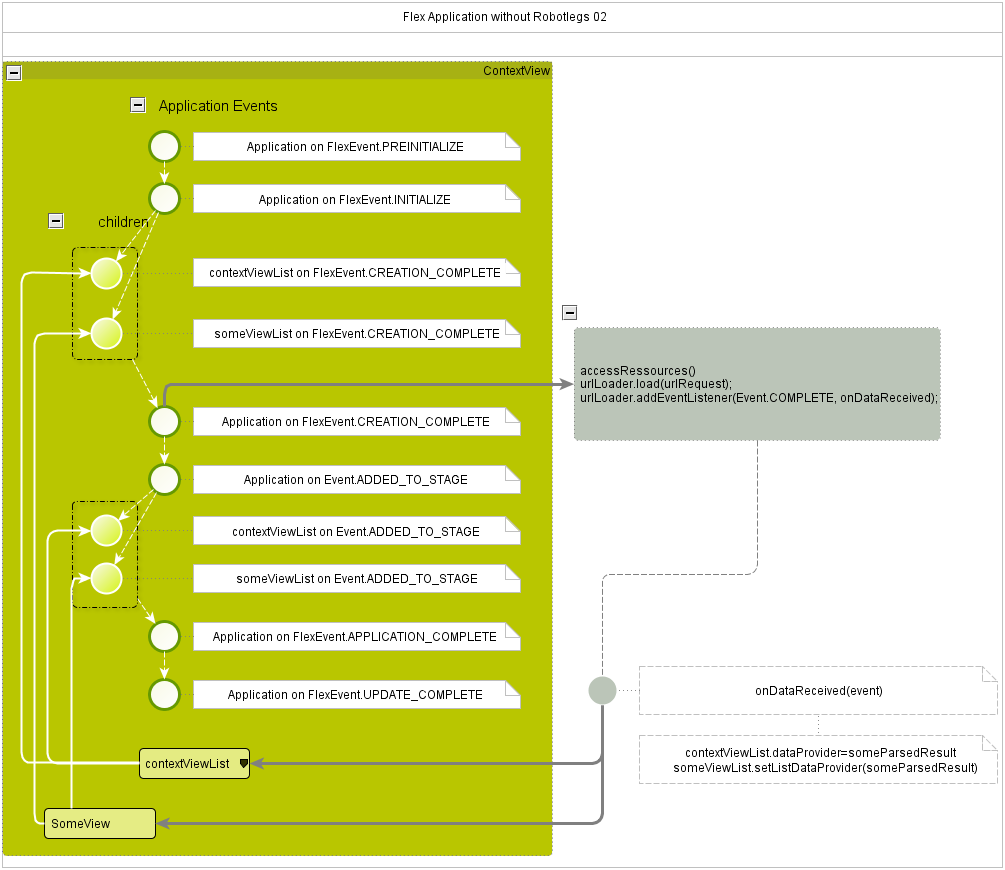 Flex Application without Robotlegs 02
ContextView
Application Events
Application on FlexEvent.PREINITIALIZE
Application on FlexEvent.INITIALIZE
children
contextViewList on FlexEvent.CREATION_COMPLETE
someViewList on FlexEvent.CREATION_COMPLETE
accessRessources()
urlLoader.load(urlRequest);
urlLoader.addEventListener(Event.COMPLETE, onDataReceived);
Application on FlexEvent.CREATION_COMPLETE
Application on Event.ADDED_TO_STAGE
contextViewList on Event.ADDED_TO_STAGE
someViewList on Event.ADDED_TO_STAGE
Application on FlexEvent.APPLICATION_COMPLETE
Application on FlexEvent.UPDATE_COMPLETE
onDataReceived(event)
contextViewList.dataProvider=someParsedResult
someViewList.setListDataProvider(someParsedResult)
contextViewList
SomeView